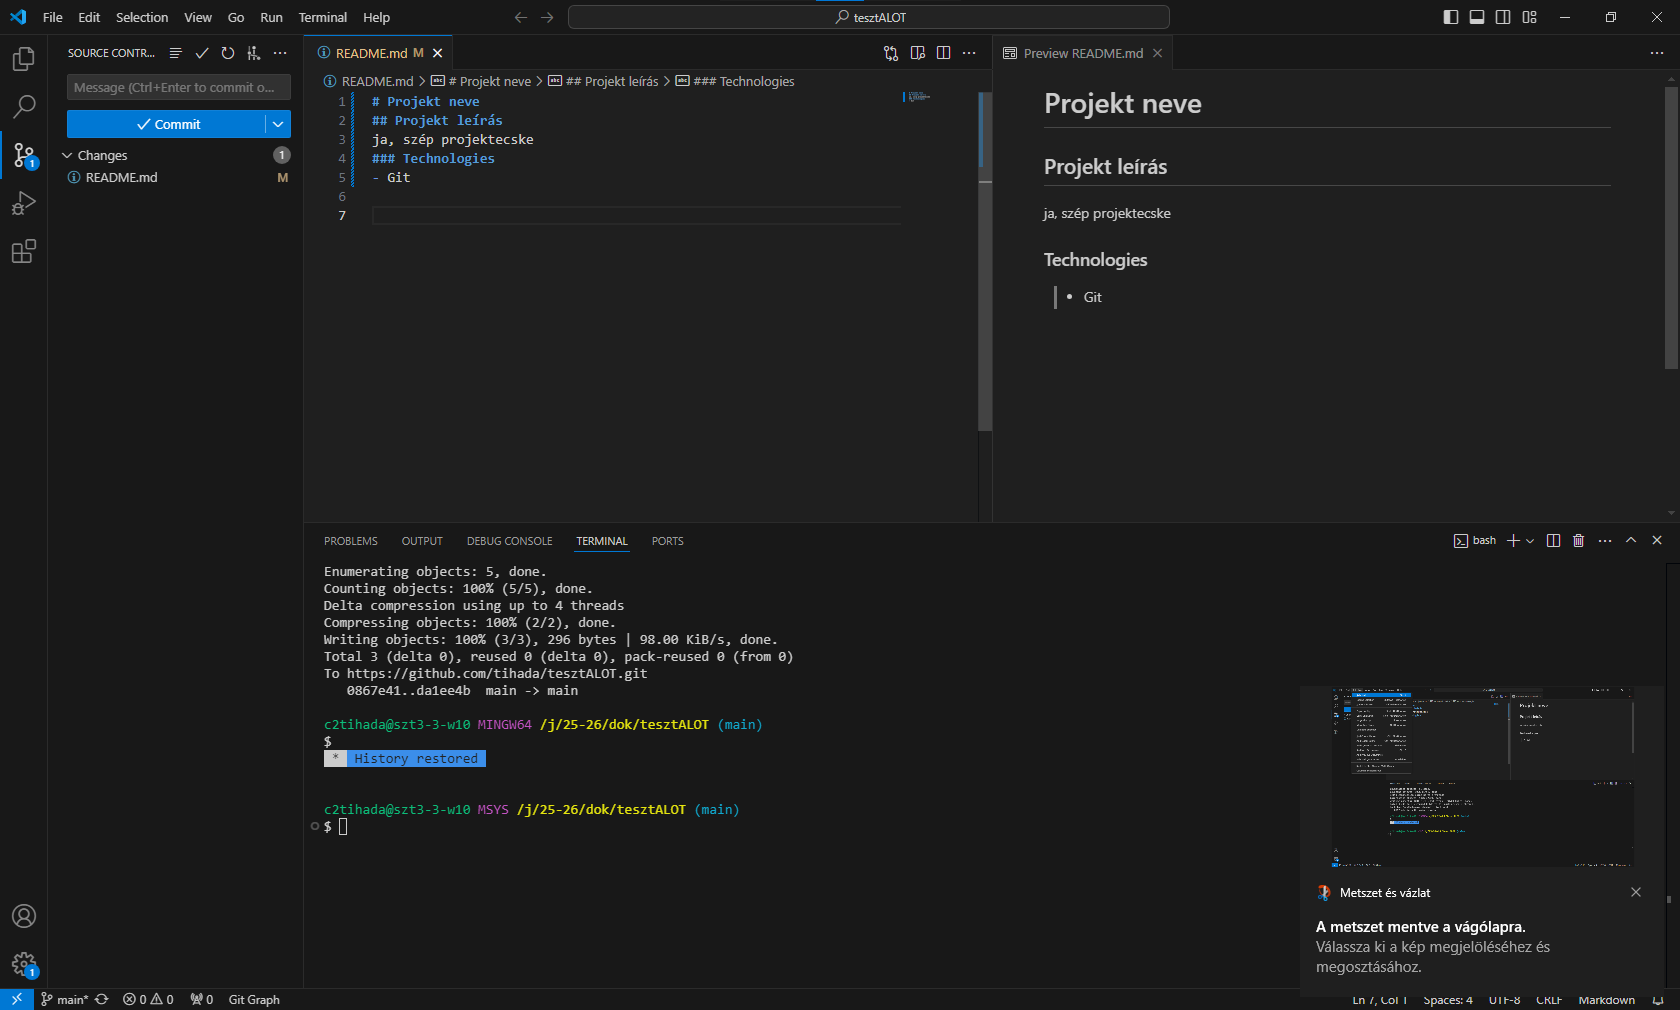 File Edit Selection View Go Run Terminal Help
tesztALOT
SOURCE CONTR...
Message (Ctrl+Enter to commit o...
Commit
Changes 1
README.md M
1
1
README.md M
README.md > # Projekt neve > ## Projekt leírás > ### Technologies
1 # Projekt neve
2 ## Projekt leírás
3 ja, szép projektecske
4 ### Technologies
5 - Git
6
7
Preview README.md
Projekt neve
Projekt leírás
ja, szép projektecske
Technologies
• Git
PROBLEMS OUTPUT DEBUG CONSOLE TERMINAL PORTS
bash
Enumerating objects: 5, done.
Counting objects: 100% (5/5), done.
Delta compression using up to 4 threads
Compressing objects: 100% (2/2), done.
Writing objects: 100% (3/3), 296 bytes | 98.00 KiB/s, done.
Total 3 (delta 0), reused 0 (delta 0), pack-reused 0 (from 0)
To https://github.com/tihada/tesztALOT.git
0867e41..da1ee4b main -> main
c2tihada@szt3-3-w10 MINGW64 /j/25-26/dok/tesztALOT (main)
$
* History restored
c2tihada@szt3-3-w10 MSYS /j/25-26/dok/tesztALOT (main)
$
Metszet és vázlat
A metszet mentve a vágólapra.
Válassza ki a kép megjelöléséhez és
megosztásához.
main* 0 0 0 Git Graph
Ln 7, Col 1 Spaces: 4 UTF-8 CRLF Markdown